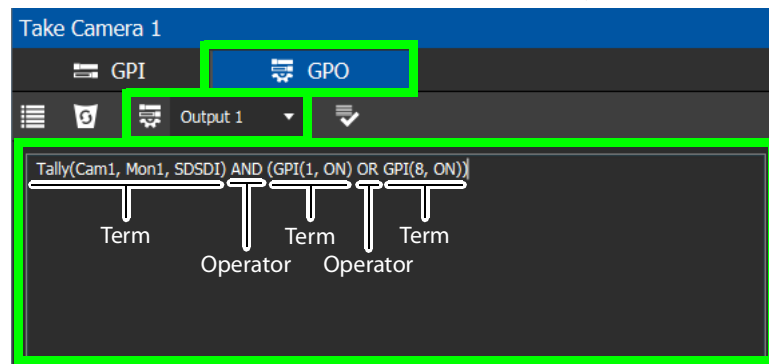 Take Camera 1
GPI GPO
Output 1
Tally(Cam1, Mon1, SDSDI) AND (GPI(1, ON) OR GPI(8, ON))
Term Term Term
Operator Operator